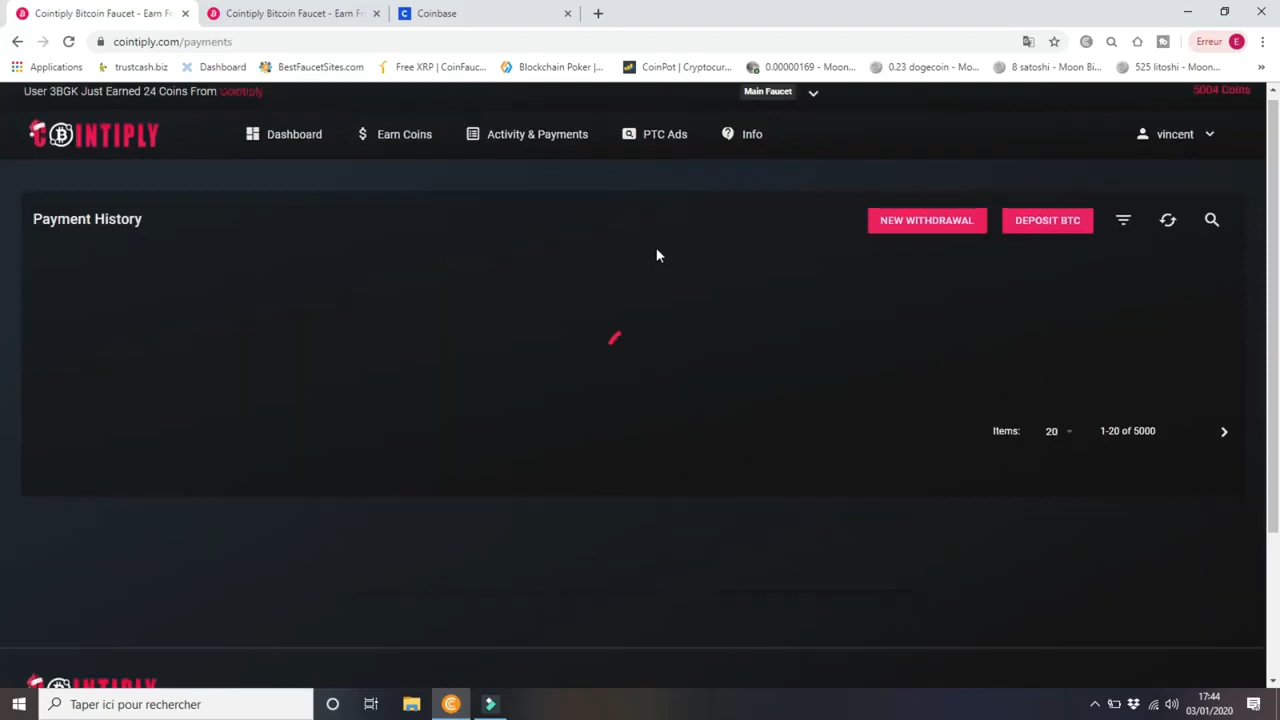 Cointiply Bitcoin Faucet - Earn Fr
Cointiply Bitcoin Faucet - Earn Fr
Coinbase
cointiply.com/payments
Erreur
E
Applications
trustcash.biz
Dashboard
BestFaucetSites.com
Free XRP | CoinFauc...
Blockchain Poker |...
CoinPot | Cryptocur...
0.00000169 - Moon...
0.23 dogecoin - Mo...
8 satoshi - Moon Bi...
525 litoshi - Moon...
»
User 3BGK Just Earned 24 Coins From Cointiply
Main Faucet
5004 Coins
COINTIPLY
Dashboard
Earn Coins
Activity & Payments
PTC Ads
Info
vincent
Payment History
NEW WITHDRAWAL
DEPOSIT BTC
Items:
20
1-20 of 5000
COINTIPLY
Taper ici pour rechercher
17:44
03/01/2020